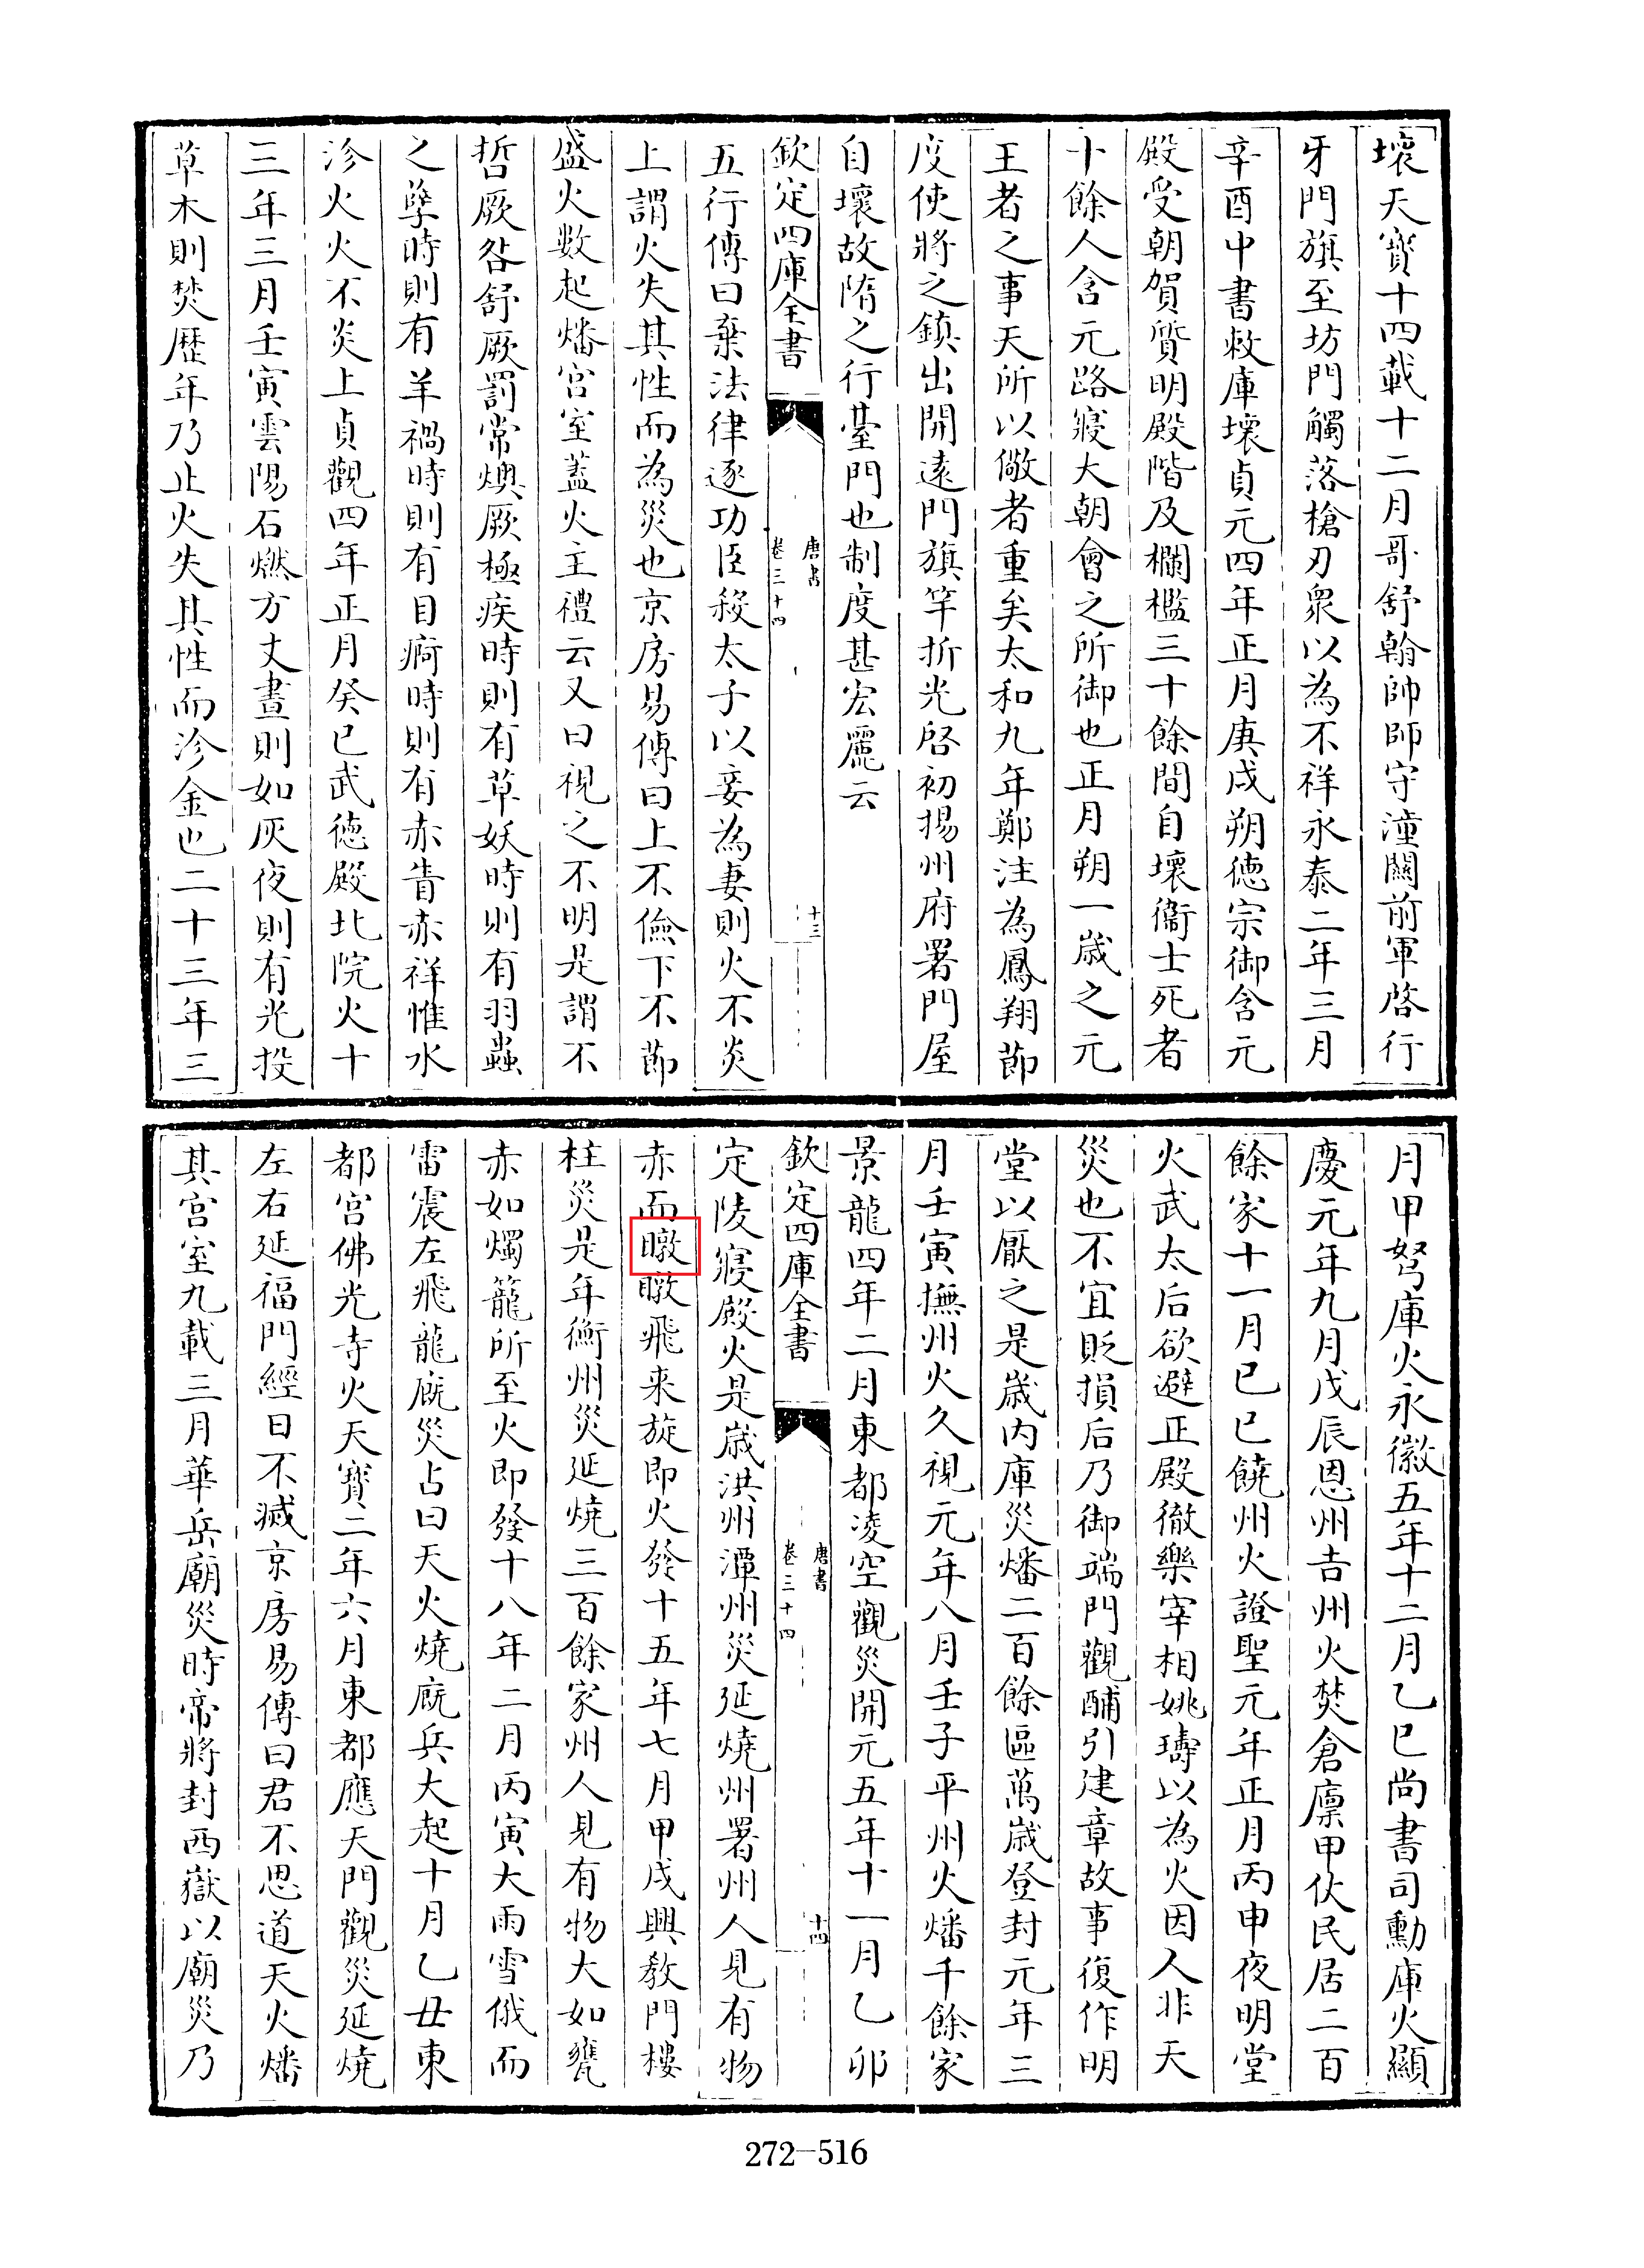 壞天寳十四載十二月哥舒翰帥師守潼關前軍啓行
牙門旗至坊門觸落槍刃衆以為不祥永泰二年三月
辛酉中書敕庫壞貞元四年正月庚戌朔德宗御含元
殿受朝賀質明殿階及欄檻三十餘間自壞衞士死者
十餘人含元路寢大朝會之所御也正月朔一歳之元
王者之事天所以儆者重矣太和九年鄭注為鳳翔節
度使將之鎮出開逺門旗竿折光啓初揚州府署門屋
自壞故隋之行臺門也制度甚宏麗云
欽定四庫全書
唐書
卷三十四
十三
五行傳曰棄法律逐功臣殺太子以妾為妻則火不炎
上謂火失其性而為災也京房易傳曰上不儉下不節
盛火數起燔宫室蓋火主禮云又曰視之不明是謂不
哲厥咎舒厥罰常燠厥極疾時則有草妖時則有羽蟲
之孽時則有羊禍時則有目痾時則有赤眚赤祥惟水
沴火火不炎上貞觀四年正月癸巳武德殿北院火十
三年三月壬寅雲陽石燃方丈晝則如灰夜則有光投
草木則焚歷年乃止火失其性而沴金也二十三年三
月甲弩庫火永徽五年十二月乙巳尚書司勳庫火顯
慶元年九月戊辰恩州吉州火焚倉廪甲仗民居二百
餘家十一月己巳饒州火證聖元年正月丙申夜明堂
火武太后欲避正殿徹樂宰相姚璹以為火因人非天
災也不宜貶損后乃御端門觀酺引建章故事復作明
堂以厭之是歳内庫災燔二百餘區萬歳登封元年三
月壬寅撫州火久視元年八月壬子平州火燔千餘家
景龍四年二月東都凌空觀災開元五年十一月乙卯
欽定四庫全書
唐書
卷三十四
十四
定陵寢殿火是歳洪州潭州災延燒州署州人見有物
赤而暾暾飛来旋即火發十五年七月甲戌興教門樓
柱災是年衡州災延燒三百餘家州人見有物大如甕
赤如燭籠所至火即發十八年二月丙寅大雨雪俄而
雷震左飛龍廐災占曰天火燒廐兵大起十月乙丑東
都宫佛光寺火天寳二年六月東都應天門觀災延燒
左右延福門經日不滅京房易傳曰君不思道天火燔
其宫室九載三月華岳廟災時帝將封西嶽以廟災乃
272-516